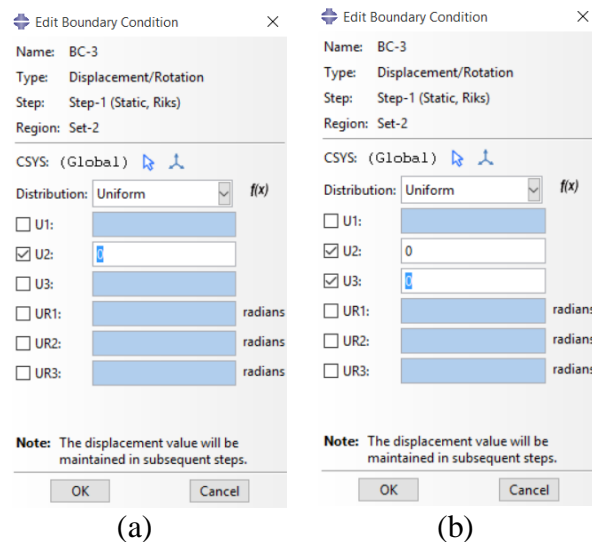 Edit Boundary Condition
Name: BC-3
Type: Displacement/Rotation
Step: Step-1 (Static, Riks)
Region: Set-2
CSYS: (Global)
Distribution: Uniform f(x)
U1:
U2: 0
U3:
UR1: radians
UR2: radians
UR3: radians
Note: The displacement value will be
maintained in subsequent steps.
OK Cancel
(a)
Edit Boundary Condition
Name: BC-3
Type: Displacement/Rotation
Step: Step-1 (Static, Riks)
Region: Set-2
CSYS: (Global)
Distribution: Uniform f(x)
U1:
U2: 0
U3: 0
UR1: radians
UR2: radians
UR3: radians
Note: The displacement value will be
maintained in subsequent steps.
OK Cancel
(b)